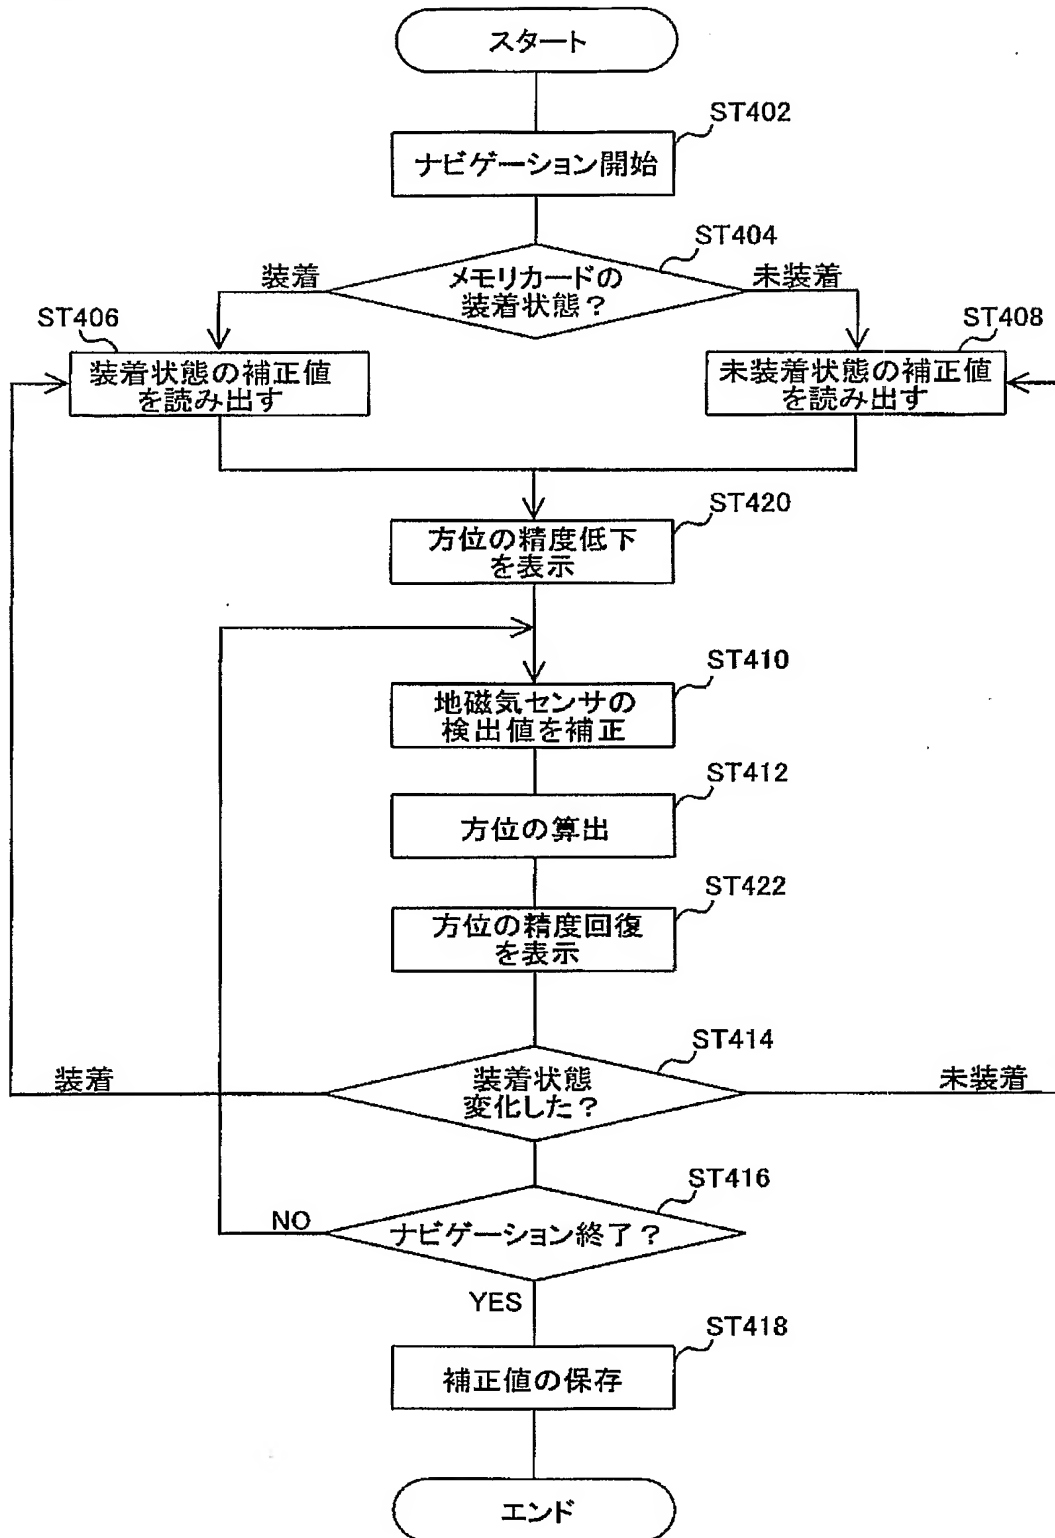 スタート
ST402
ナビゲーション開始
ST404
装着
メモリカードの
装着状態？
未装着
ST406
装着状態の補正値
を読み出す
ST408
未装着状態の補正値
を読み出す
ST420
方位の精度低下
を表示
ST410
地磁気センサの
検出値を補正
ST412
方位の算出
ST422
方位の精度回復
を表示
ST414
装着
装着状態
変化した？
未装着
ST416
NO
ナビゲーション終了？
YES
ST418
補正値の保存
エンド